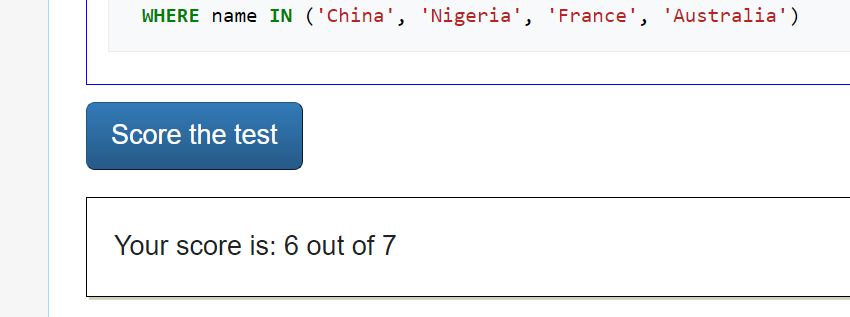 WHERE name IN ('China', 'Nigeria', 'France', 'Australia')
Score the test
Your score is: 6 out of 7